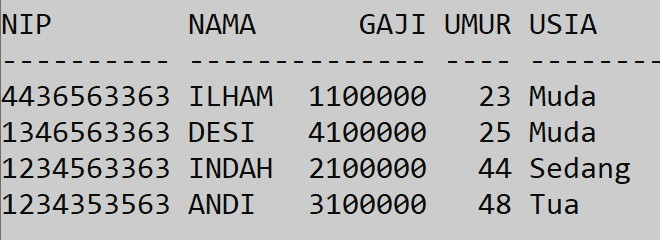 NIP        NAMA       GAJI UMUR USIA
---------- -------------- ---- --------
4436563363 ILHAM  1100000   23 Muda
1346563363 DESI   4100000   25 Muda
1234563363 INDAH  2100000   44 Sedang
1234353563 ANDI   3100000   48 Tua